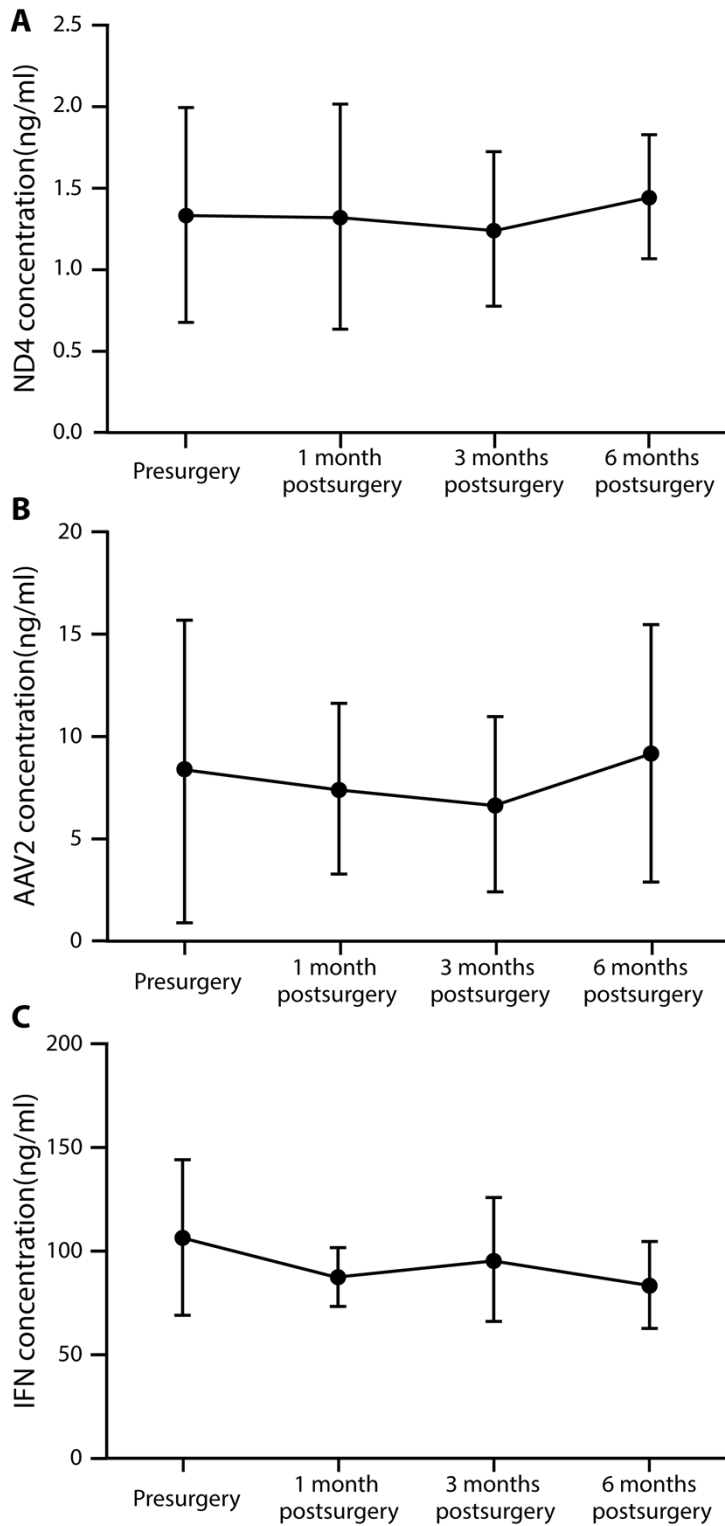 A
ND4 concentration(ng/ml)
2.5
2.0
1.5
1.0
0.5
0.0
Presurgery
1 month
postsurgery
3 months
postsurgery
6 months
postsurgery
B
AAV2 concentration(ng/ml)
20
15
10
5
0
Presurgery
1 month
postsurgery
3 months
postsurgery
6 months
postsurgery
C
IFN concentration(ng/ml)
200
150
100
50
0
Presurgery
1 month
postsurgery
3 months
postsurgery
6 months
postsurgery